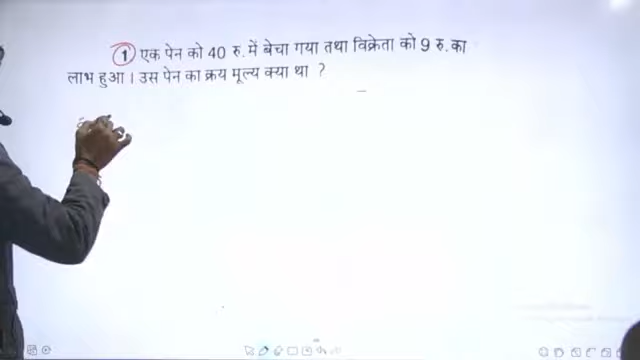 1 एक पेन को 40 रु. में बेचा गया तथा विक्रेता को 9 रु. का
लाभ हुआ । उस पेन का क्रय मूल्य क्या था ?